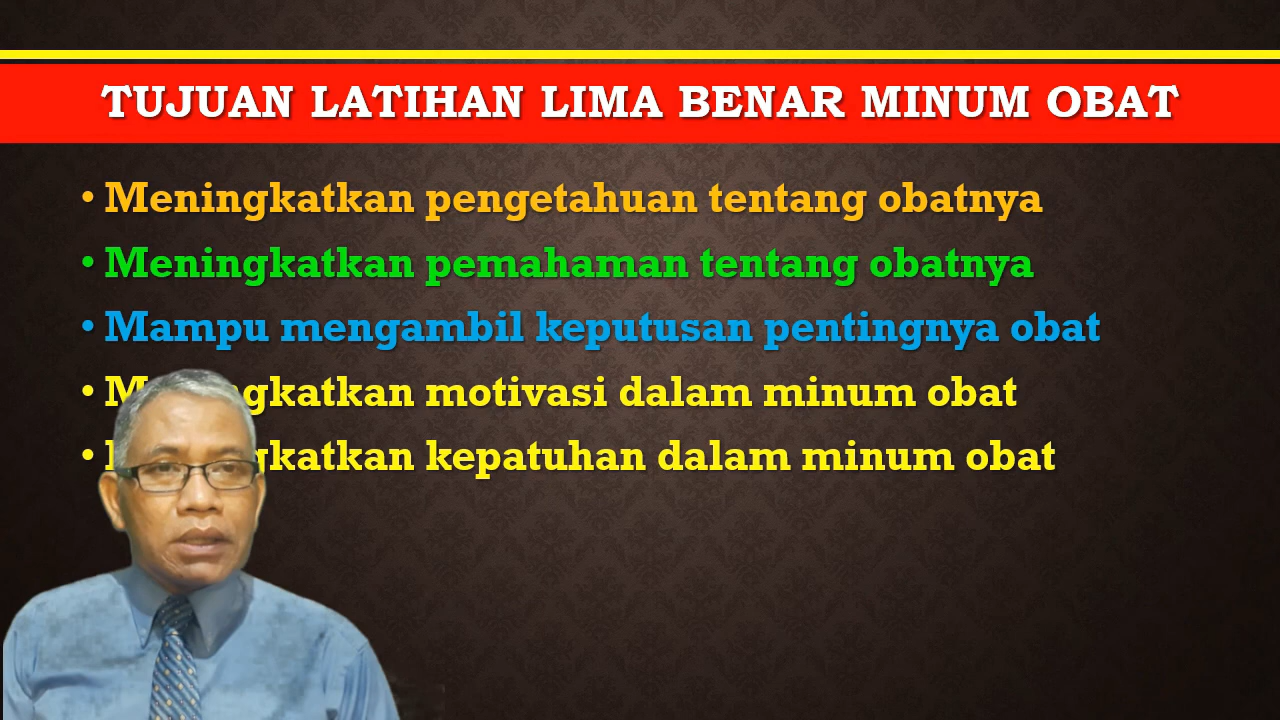 TUJUAN LATIHAN LIMA BENAR MINUM OBAT
• Meningkatkan pengetahuan tentang obatnya
• Meningkatkan pemahaman tentang obatnya
• Mampu mengambil keputusan pentingnya obat
• motivasi dalam minum obat
• kepatuhan dalam minum obat